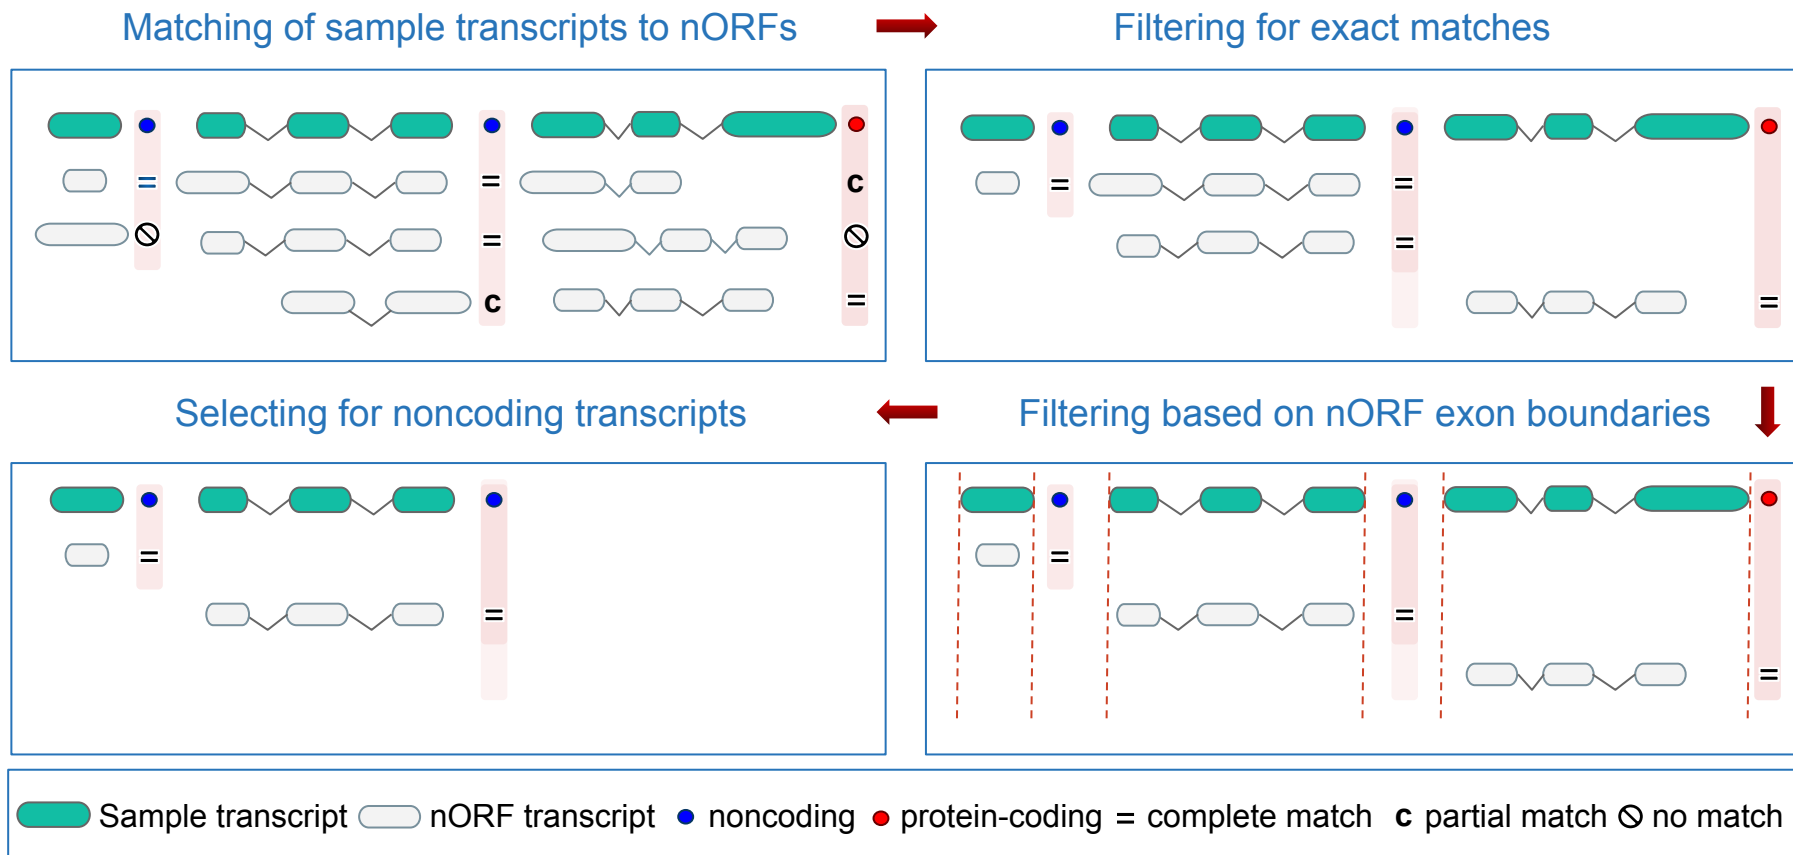 Matching of sample transcripts to nORFs
Filtering for exact matches
= = c
⃠ = ⃠
c =
= =
=
=
Selecting for noncoding transcripts
Filtering based on nORF exon boundaries
= =
= =
=
Sample transcript nORF transcript noncoding protein-coding = complete match c partial match ⃠ no match